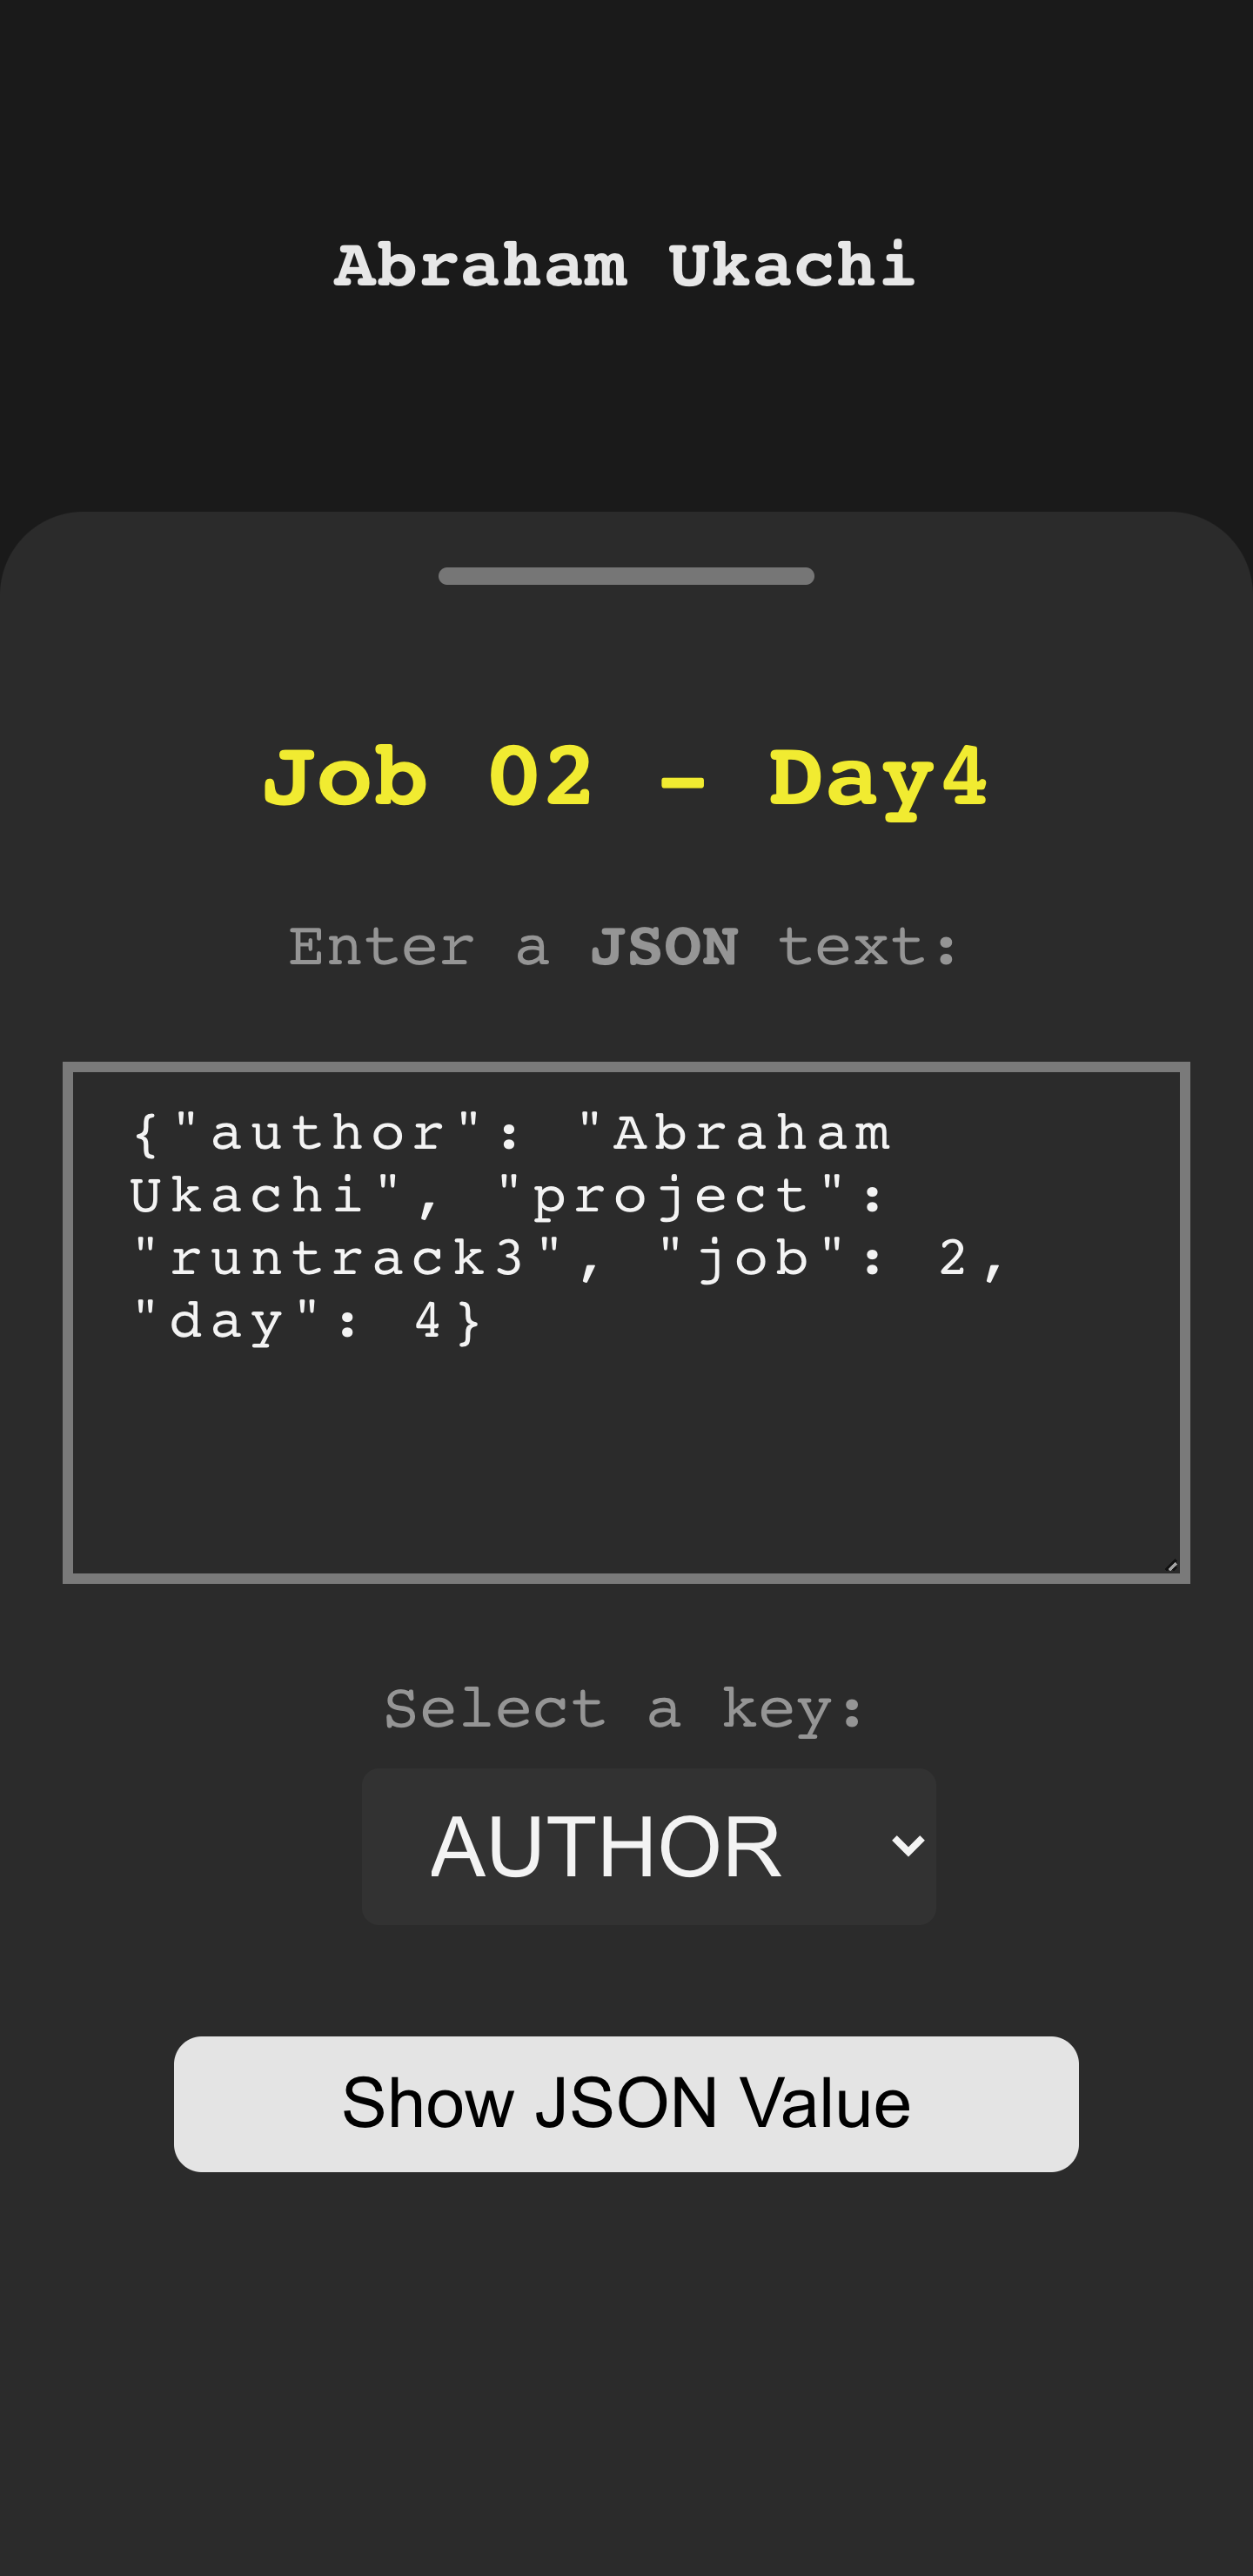 Abraham Ukachi
Job 02 - Day4
Enter a JSON text:
{"author": "Abraham
Ukachi", "project":
"runtrack3", "job": 2,
"day": 4}
Select a key:
AUTHOR
Show JSON Value